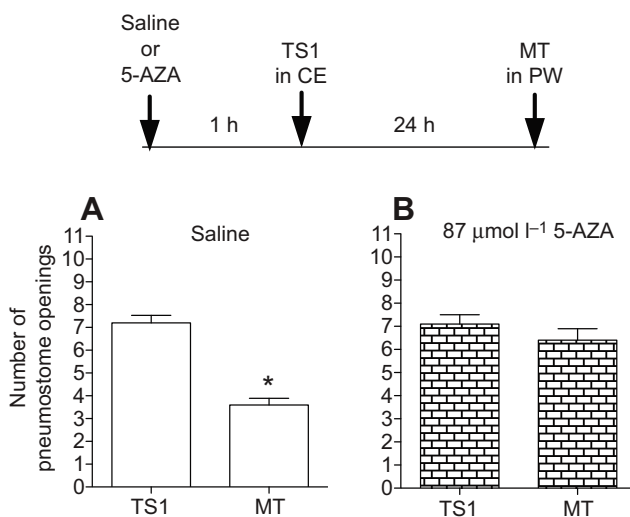 Saline
or
5-AZA
TS1
in CE
MT
in PW
1 h
24 h
A
Saline
Number of
pneumostome openings
11
10
9
8
7
6
5
4
3
2
1
0
*
TS1
MT
B
87 μmol l⁻¹ 5-AZA
11
10
9
8
7
6
5
4
3
2
1
0
TS1
MT